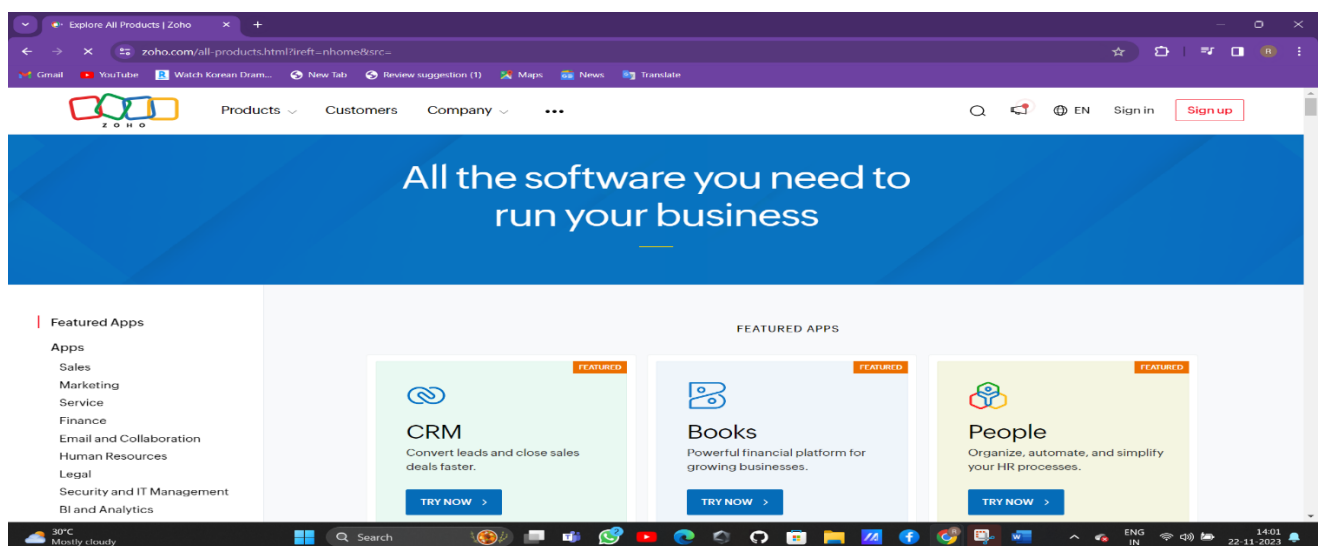 Explore All Products | Zoho
zoho.com/all-products.html?ireft=nhome&src=
Gmail YouTube Watch Korean Dram... New Tab Review suggestion (1) Maps News Translate
ZOHO Products Customers Company ••• EN Sign in Sign up
All the software you need to
run your business
Featured Apps
Apps
Sales
Marketing
Service
Finance
Email and Collaboration
Human Resources
Legal
Security and IT Management
BI and Analytics
FEATURED APPS
FEATURED
CRM
Convert leads and close sales
deals faster.
TRY NOW >
FEATURED
Books
Powerful financial platform for
growing businesses.
TRY NOW >
FEATURED
People
Organize, automate, and simplify
your HR processes.
TRY NOW >
30°C
Mostly cloudy
Search
ENG
IN
14:01
22-11-2023